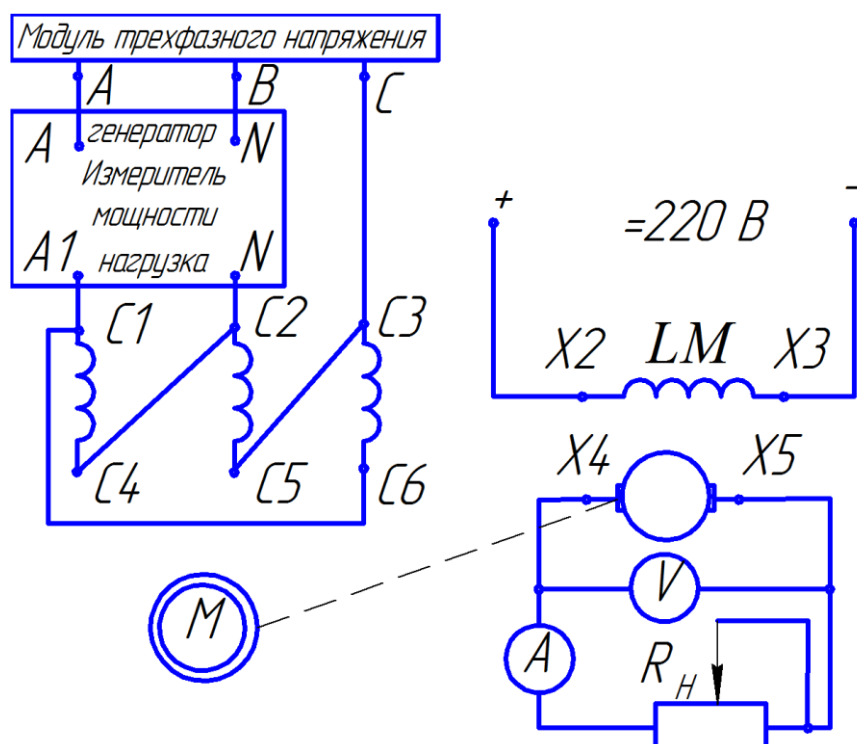 Модуль трехфазного напряжения
A B C
A генератор N
Измеритель
мощности
A1 нагрузка N
C1 C2 C3
C4 C5 C6
+ =220 В -
X2 LM X3
X4 X5
V
M
A R н